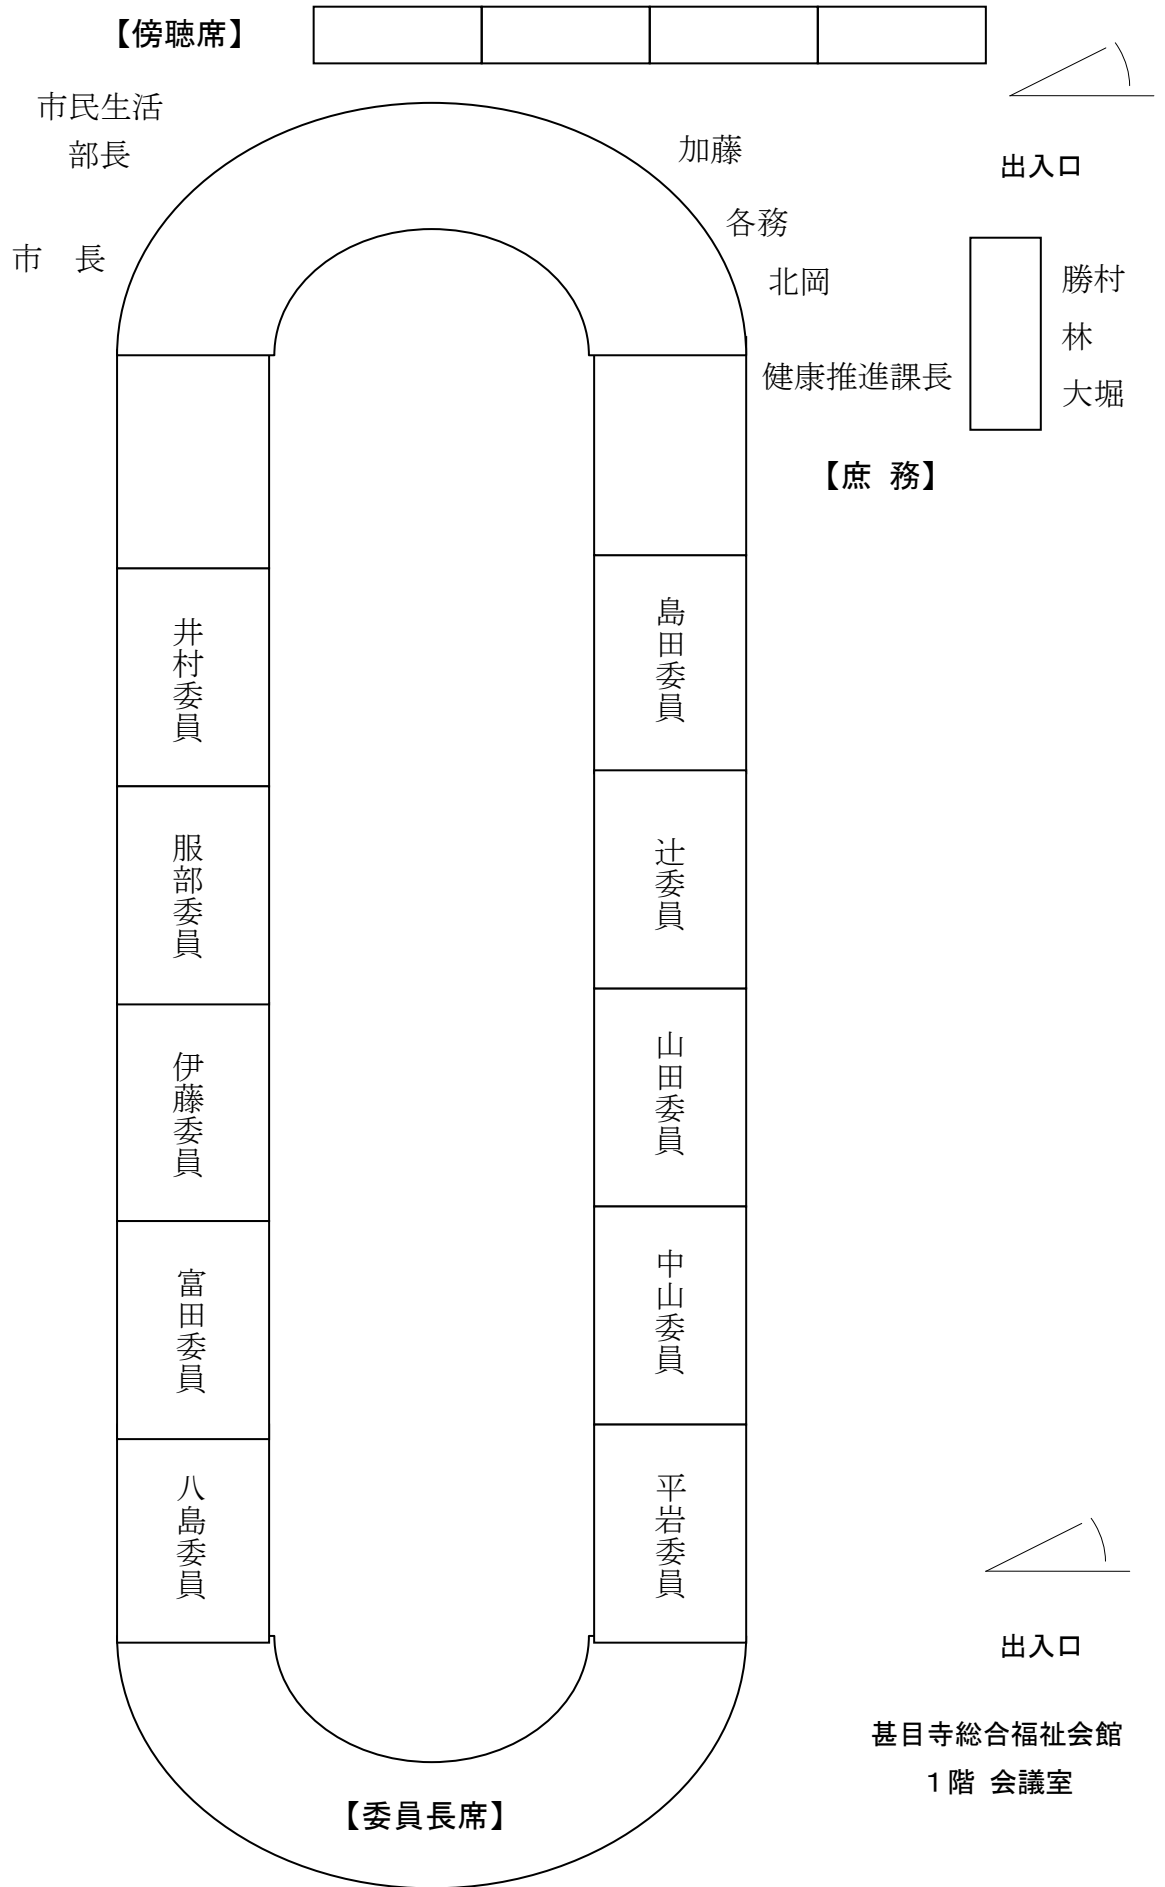 【傍聴席】
市民生活
部長
加藤
出入口
各務
市　長
北岡
勝村
林
健康推進課長
大堀
【庶 務】
井村委員
島田委員
服部委員
辻委員
伊藤委員
山田委員
富田委員
中山委員
八島委員
平岩委員
出入口
甚目寺総合福祉会館
１階 会議室
【委員長席】